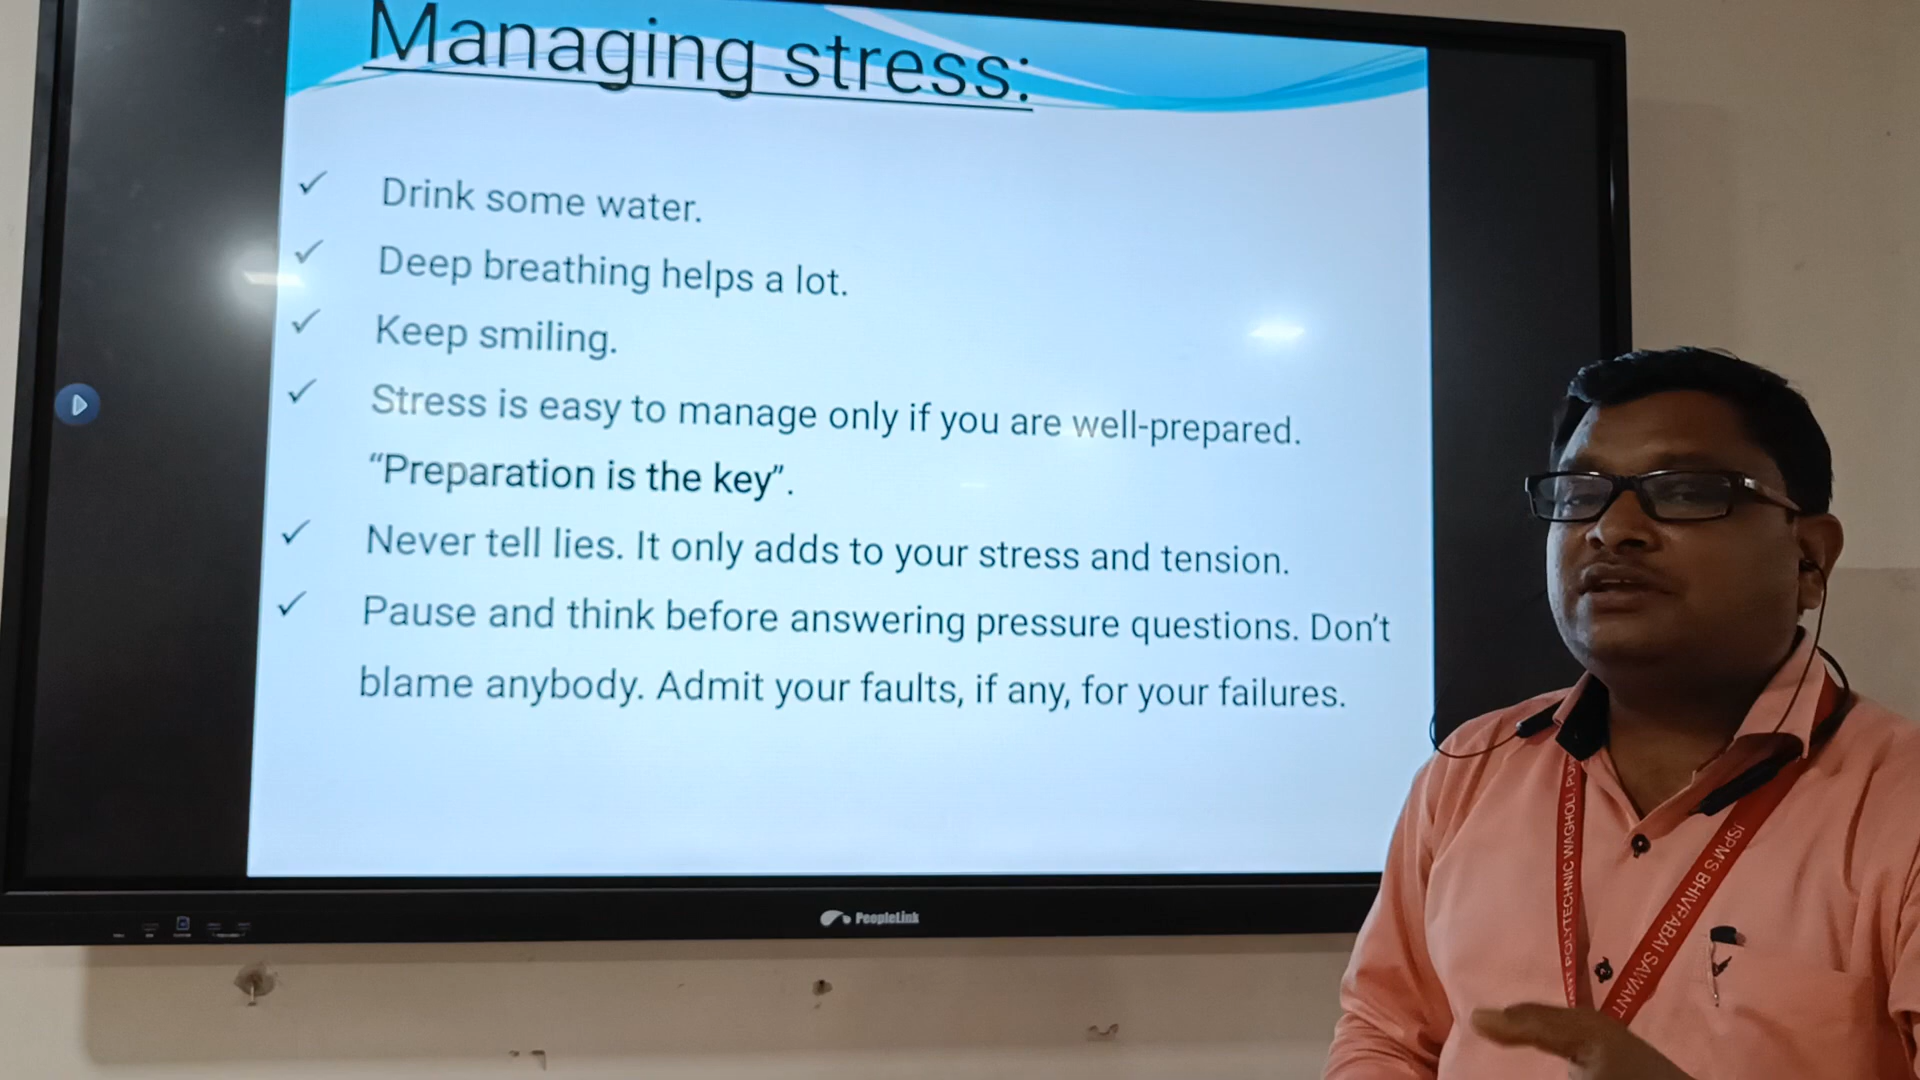 Managing stress:
✓ Drink some water.
✓ Deep breathing helps a lot.
✓ Keep smiling.
✓ Stress is easy to manage only if you are well-prepared.
“Preparation is the key”.
✓ Never tell lies. It only adds to your stress and tension.
✓ Pause and think before answering pressure questions. Don’t
blame anybody. Admit your faults, if any, for your failures.
PeopleLink
POLYTECHNIC WAGHOLI,
SAWANT